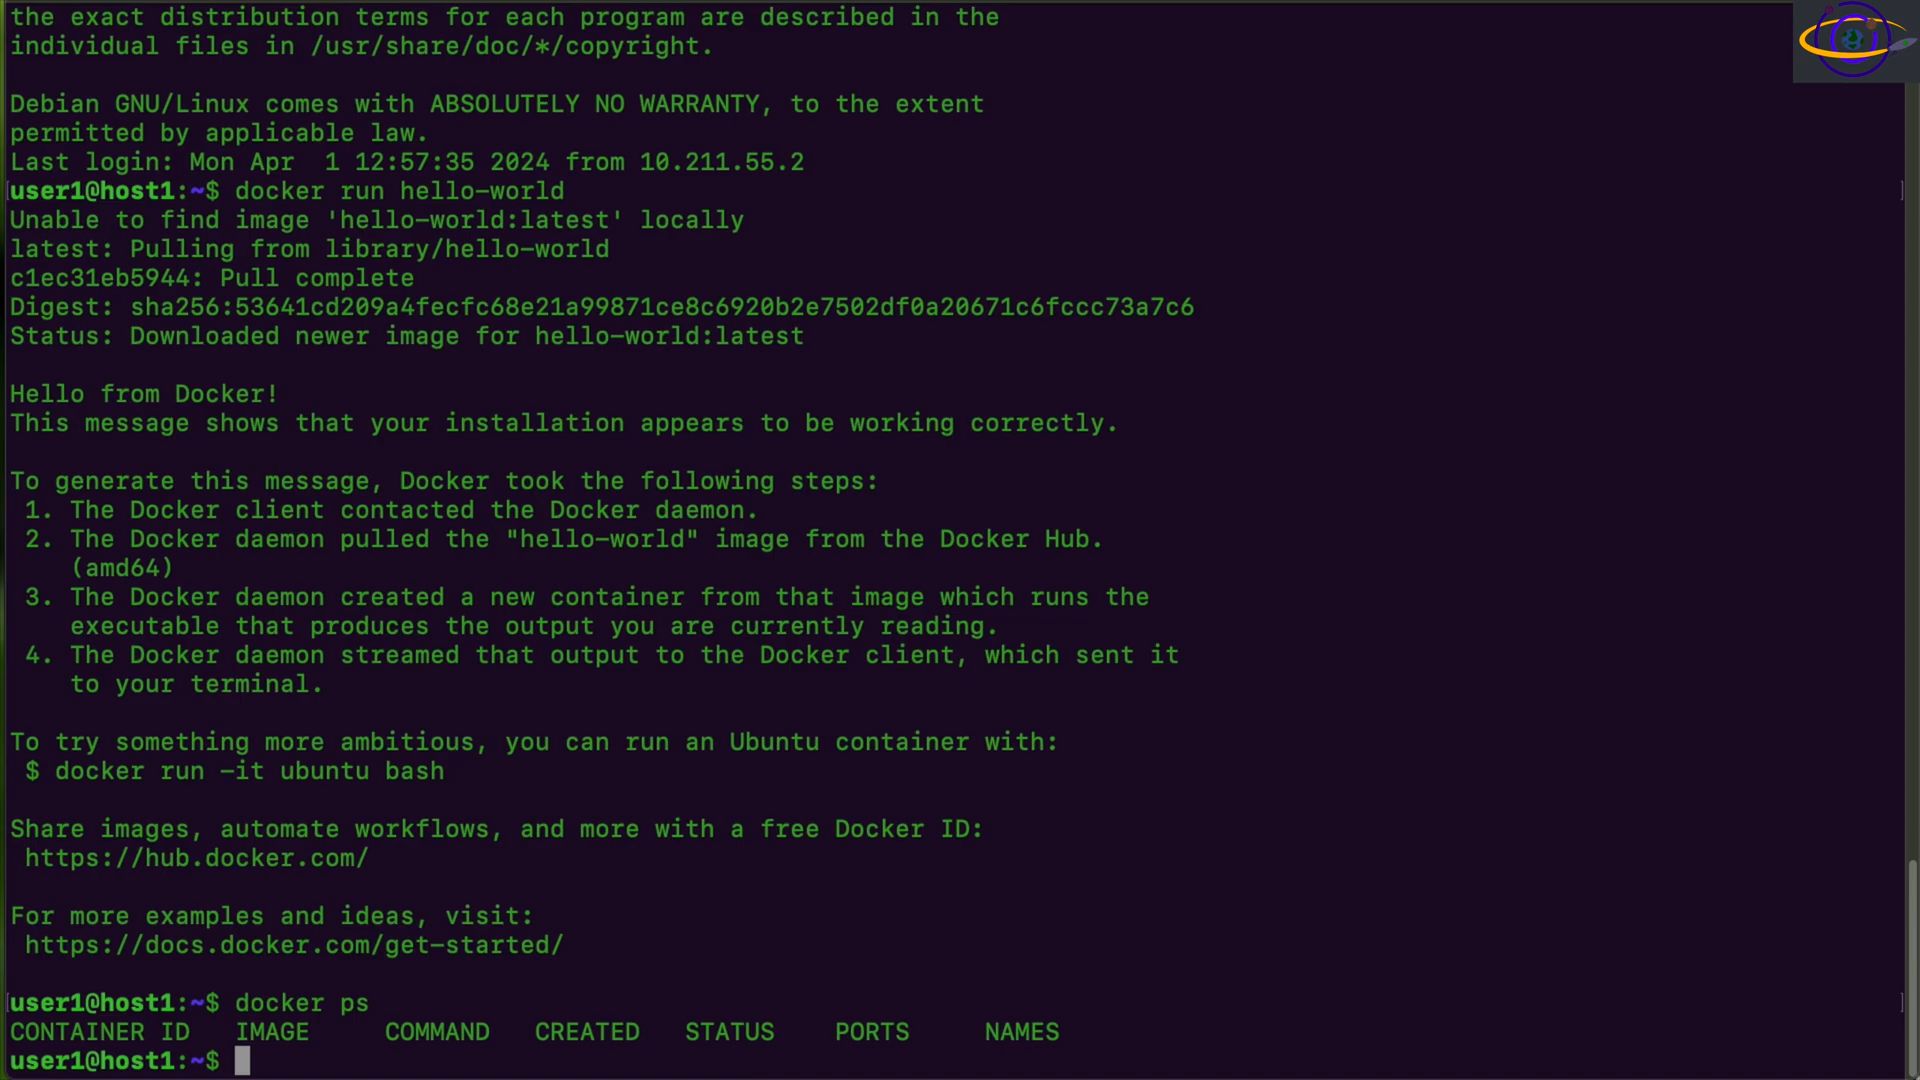 the exact distribution terms for each program are described in the
individual files in /usr/share/doc/*/copyright.
Debian GNU/Linux comes with ABSOLUTELY NO WARRANTY, to the extent
permitted by applicable law.
Last login: Mon Apr  1 12:57:35 2024 from 10.211.55.2
[user1@host1:~$ docker run hello-world ]
Unable to find image 'hello-world:latest' locally
latest: Pulling from library/hello-world
c1ec31eb5944: Pull complete
Digest: sha256:53641cd209a4fecfc68e21a99871ce8c6920b2e7502df0a20671c6fccc73a7c6
Status: Downloaded newer image for hello-world:latest
Hello from Docker!
This message shows that your installation appears to be working correctly.
To generate this message, Docker took the following steps:
 1. The Docker client contacted the Docker daemon.
 2. The Docker daemon pulled the "hello-world" image from the Docker Hub.
    (amd64)
 3. The Docker daemon created a new container from that image which runs the
    executable that produces the output you are currently reading.
 4. The Docker daemon streamed that output to the Docker client, which sent it
    to your terminal.
To try something more ambitious, you can run an Ubuntu container with:
 $ docker run -it ubuntu bash
Share images, automate workflows, and more with a free Docker ID:
 https://hub.docker.com/
For more examples and ideas, visit:
 https://docs.docker.com/get-started/
[user1@host1:~$ docker ps ]
CONTAINER ID   IMAGE     COMMAND   CREATED   STATUS    PORTS     NAMES
user1@host1:~$